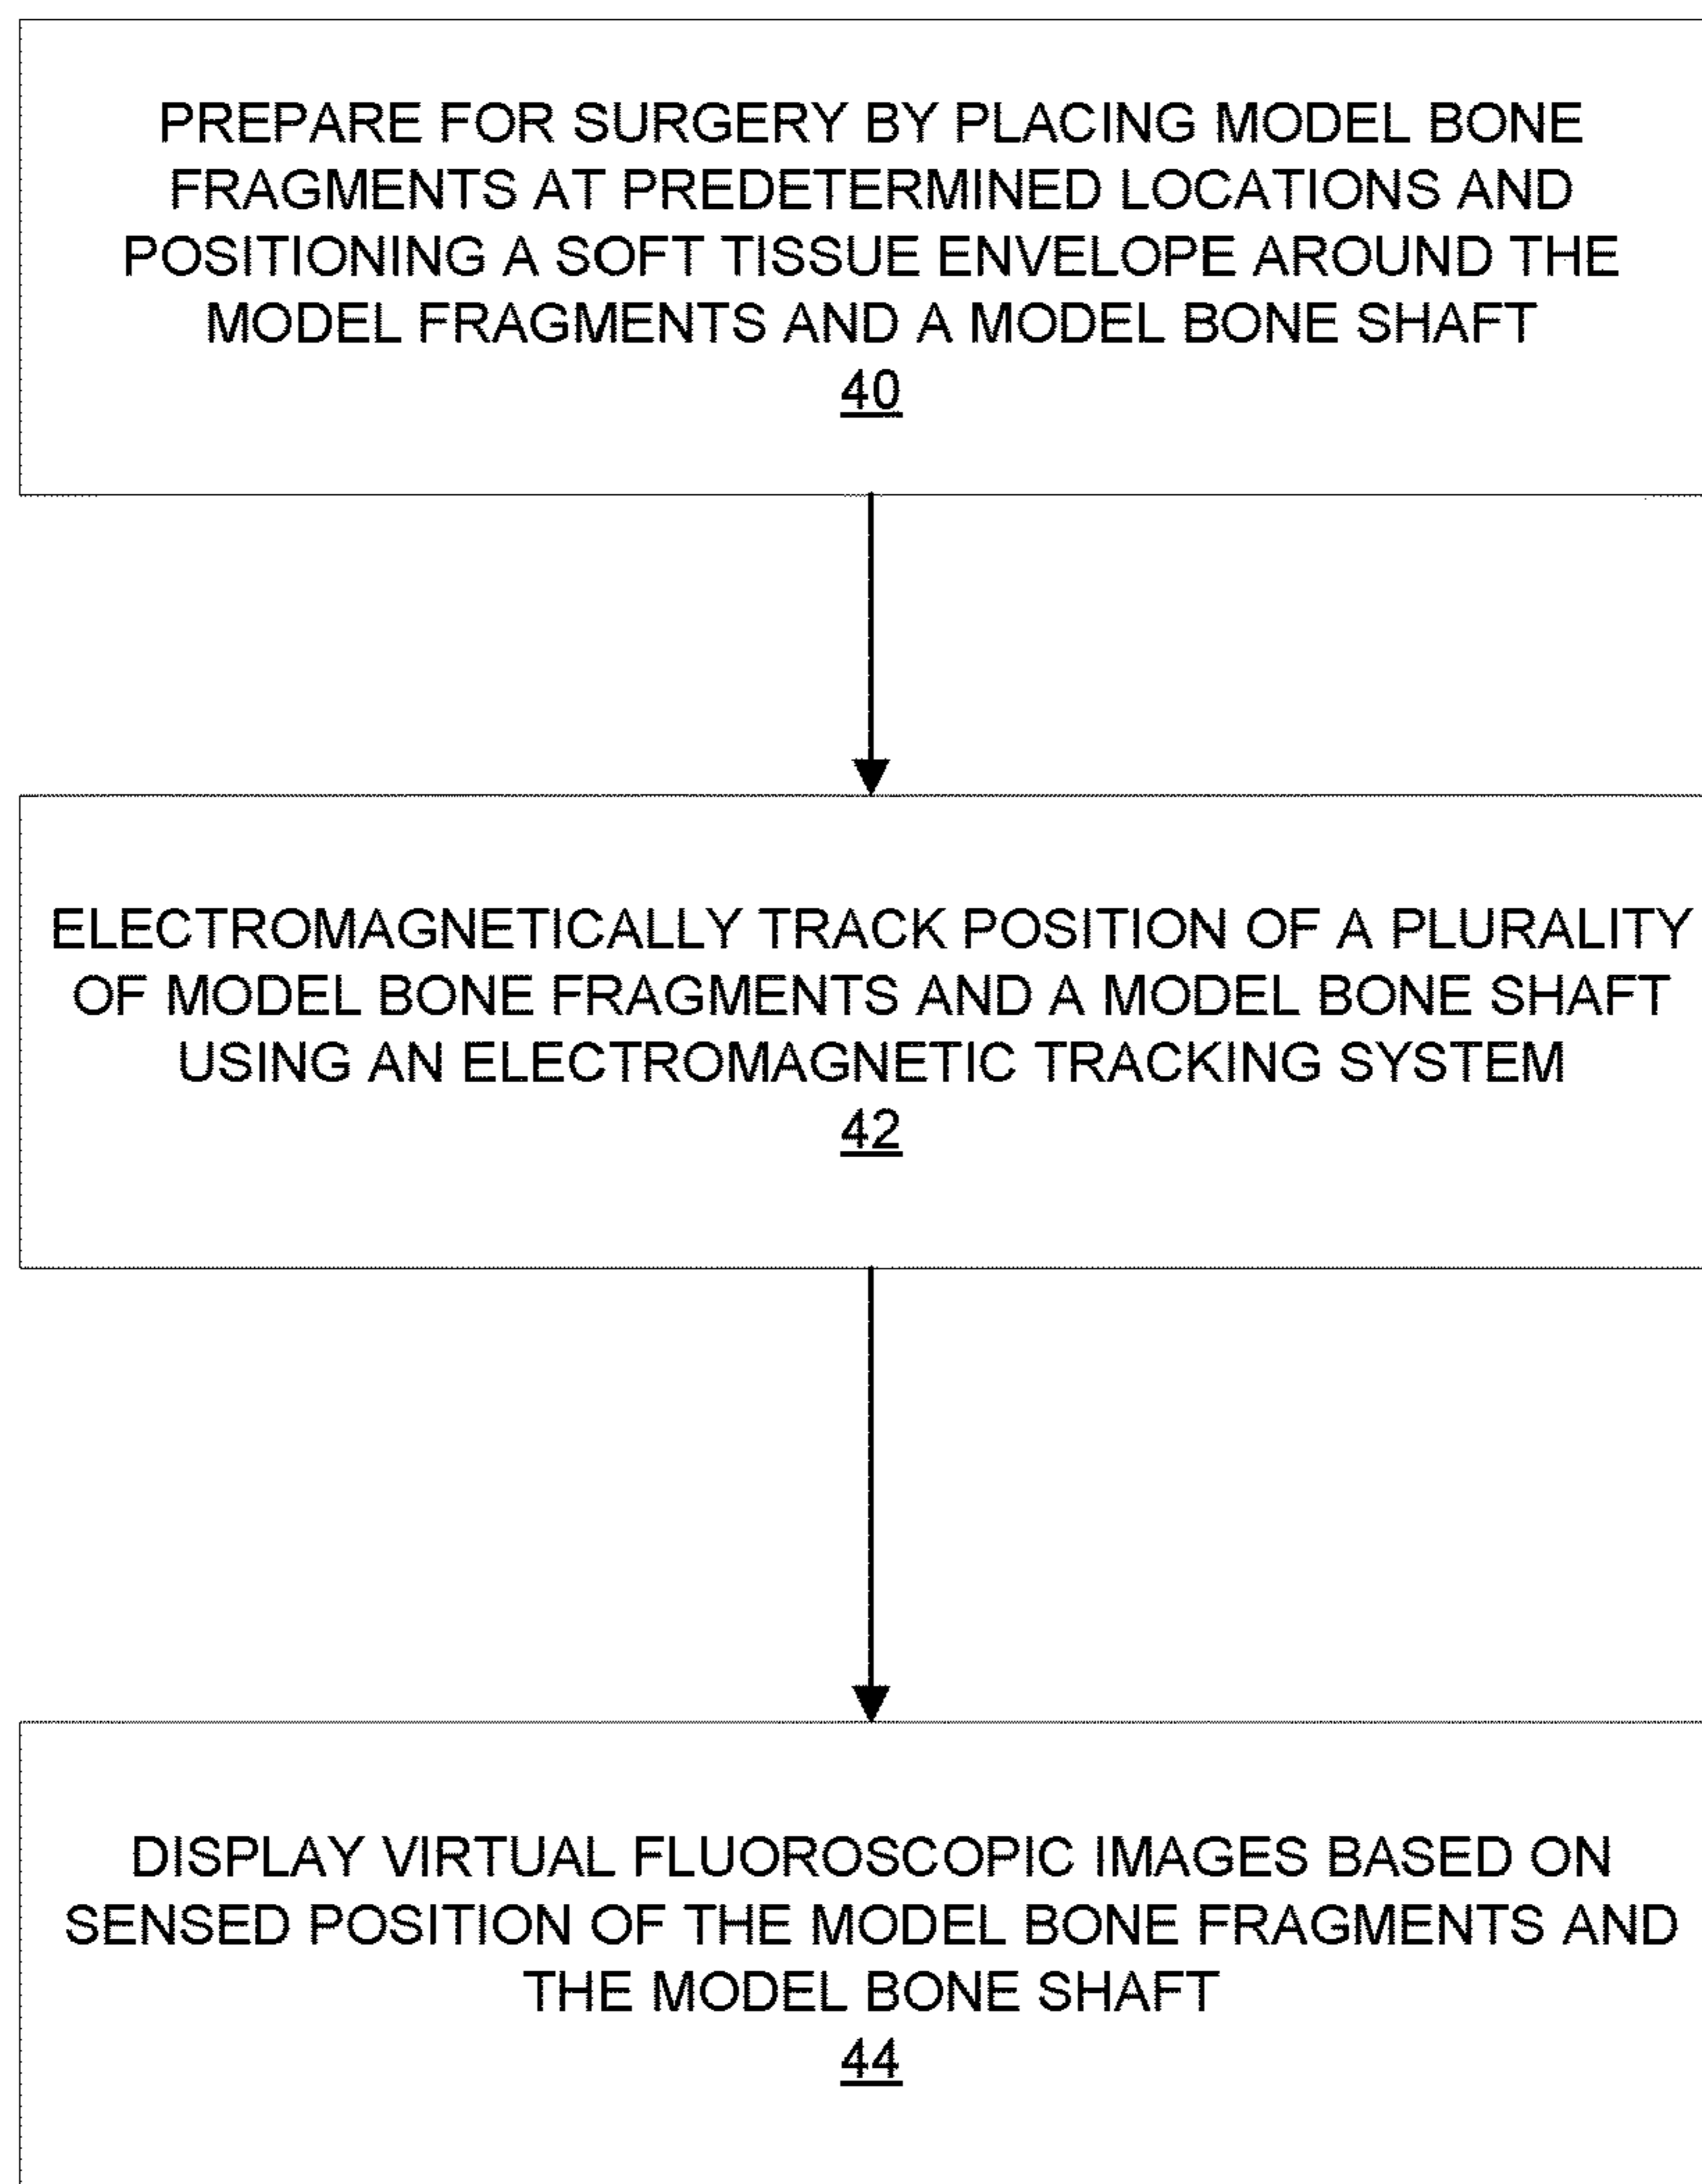 PREPARE FOR SURGERY BY PLACING MODEL BONE
FRAGMENTS AT PREDETERMINED LOCATIONS AND
POSITIONING A SOFT TISSUE ENVELOPE AROUND THE
MODEL FRAGMENTS AND A MODEL BONE SHAFT
40
ELECTROMAGNETICALLY TRACK POSITION OF A PLURALITY
OF MODEL BONE FRAGMENTS AND A MODEL BONE SHAFT
USING AN ELECTROMAGNETIC TRACKING SYSTEM
42
DISPLAY VIRTUAL FLUOROSCOPIC IMAGES BASED ON
SENSED POSITION OF THE MODEL BONE FRAGMENTS AND
THE MODEL BONE SHAFT
44